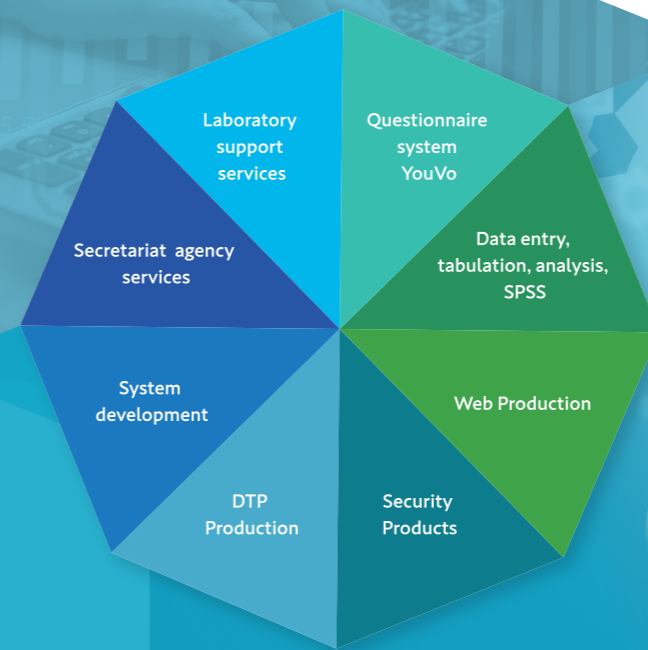 Laboratory
support
services
Questionnaire
system
YouVo
Secretariat agency
services
Data entry,
tabulation, analysis,
SPSS
System
development
Web Production
DTP
Production
Security
Products